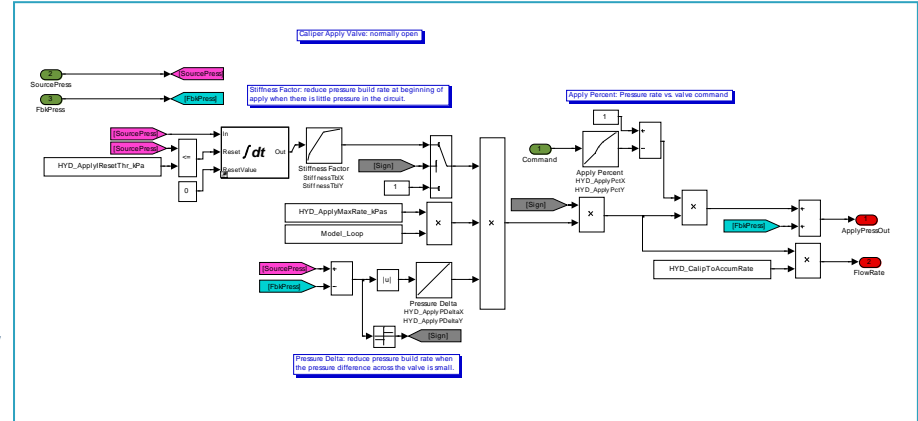 Caliper Apply Valve: normally open
2
SourcePress
[SourcePress]
3
FbkPress
[FbkPress]
Stiffness Factor: reduce pressure build rate at beginning of
apply when there is little pressure in the circuit.
Apply Percent: Pressure rate vs. valve command
[SourcePress]
[SourcePress]
HYD_ApplyIResetThr_kPa
<=
0
In
Reset
ResetValue
∫dt
Out
Stiffness Factor
StiffnessTblX
StiffnessTblY
[Sign]
1
HYD_ApplyMaxRate_kPas
Model_Loop
×
×
[SourcePress]
[FbkPress]
+
−
|u|
Pressure Delta
HYD_ApplyPDeltaX
HYD_ApplyPDeltaY
[Sign]
Pressure Delta: reduce pressure build rate when
the pressure difference across the valve is small.
1
Command
Apply Percent
HYD_ApplyPctX
HYD_ApplyPctY
1
+
−
[Sign]
×
×
[FbkPress]
+
+
1
ApplyPressOut
HYD_CalipToAccumRate
×
2
FlowRate